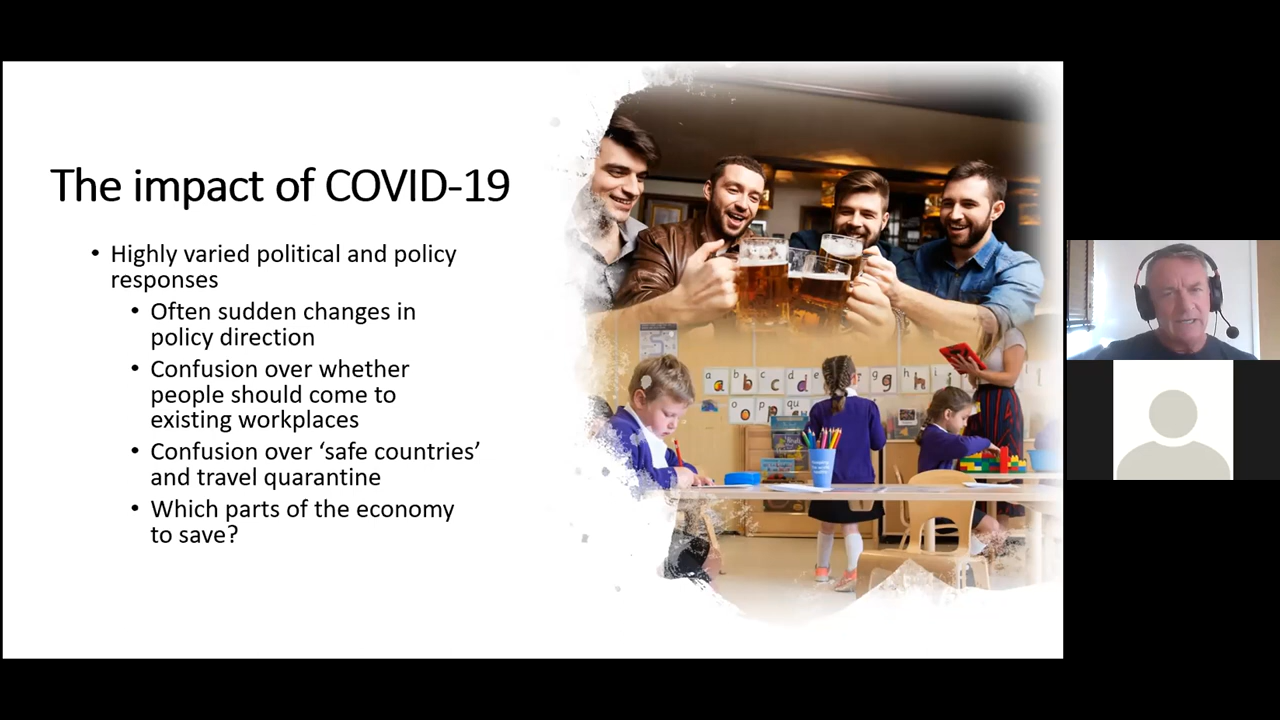 The impact of COVID-19
• Highly varied political and policy
responses
• Often sudden changes in
policy direction
• Confusion over whether
people should come to
existing workplaces
• Confusion over ‘safe countries’
and travel quarantine
• Which parts of the economy
to save?
a b c d e g h i
o p qu